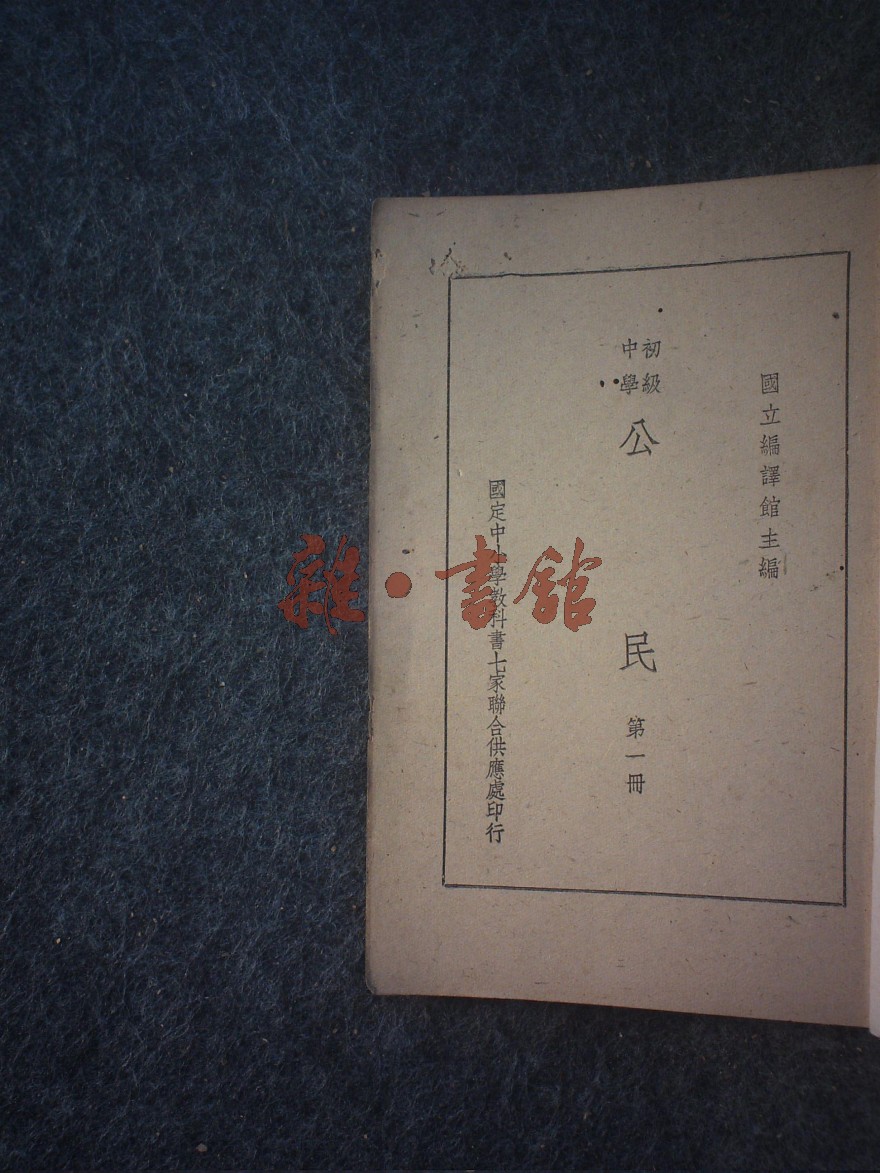 國立編譯館主編
初級
中學
公民
第一冊
國定中小學教科書七家聯合供應處印行
雜·書館